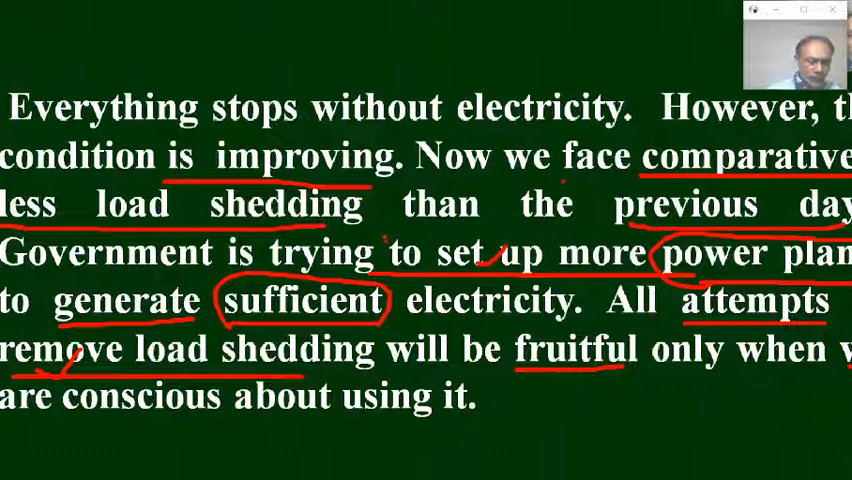 Everything stops without electricity. However, th
condition is improving. Now we face comparative
less load shedding than the previous day
Government is trying to set up more power plan
to generate sufficient electricity. All attempts
remove load shedding will be fruitful only when w
are conscious about using it.